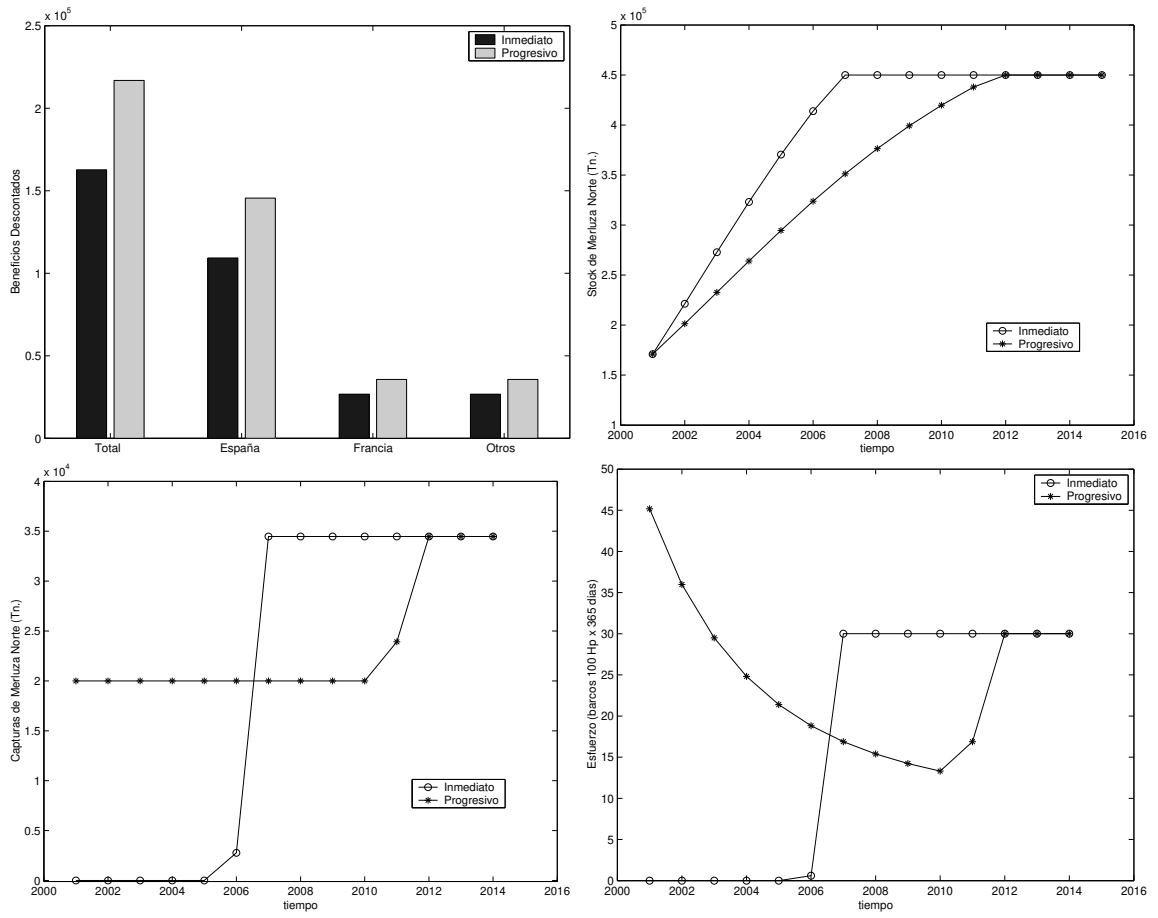 x 10^5
2.5
2
1.5
1
0.5
0
Beneficios Descontados
Total España Francia Otros
Inmediato
Progresivo
x 10^5
5
4.5
4
3.5
3
2.5
2
1.5
1
Stock de Merluza Norte (Tn.)
2000 2002 2004 2006 2008 2010 2012 2014 2016
tiempo
Inmediato
Progresivo
x 10^4
4
3.5
3
2.5
2
1.5
1
0.5
0
Capturas de Merluza Norte (Tn.)
2000 2002 2004 2006 2008 2010 2012 2014 2016
tiempo
Inmediato
Progresivo
50
45
40
35
30
25
20
15
10
5
0
Esfuerzo (barcos 100 Hp x 365 dias)
2000 2002 2004 2006 2008 2010 2012 2014 2016
tiempo
Inmediato
Progresivo